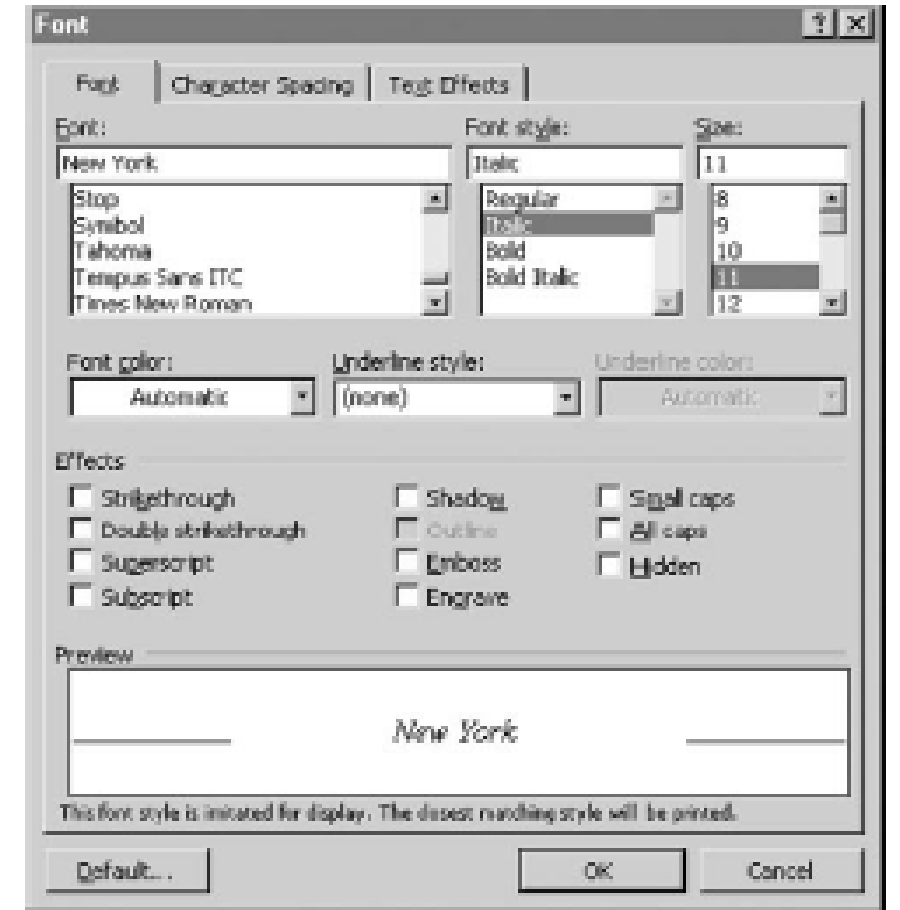 Font
Font Character Spacing Text Effects
Font: Font style: Size:
New York Italic 11
Stop Regular 8
Symbol Italic 9
Tahoma Bold 10
Tempus Sans ITC Bold Italic 11
Times New Roman 12
Font color: Underline style: Underline color:
Automatic (none) Automatic
Effects
Strikethrough Shadow Small caps
Double strikethrough Outline All caps
Superscript Emboss Hidden
Subscript Engrave
Preview
New York
This font style is imitated for display. The closest matching style will be printed.
Default... OK Cancel